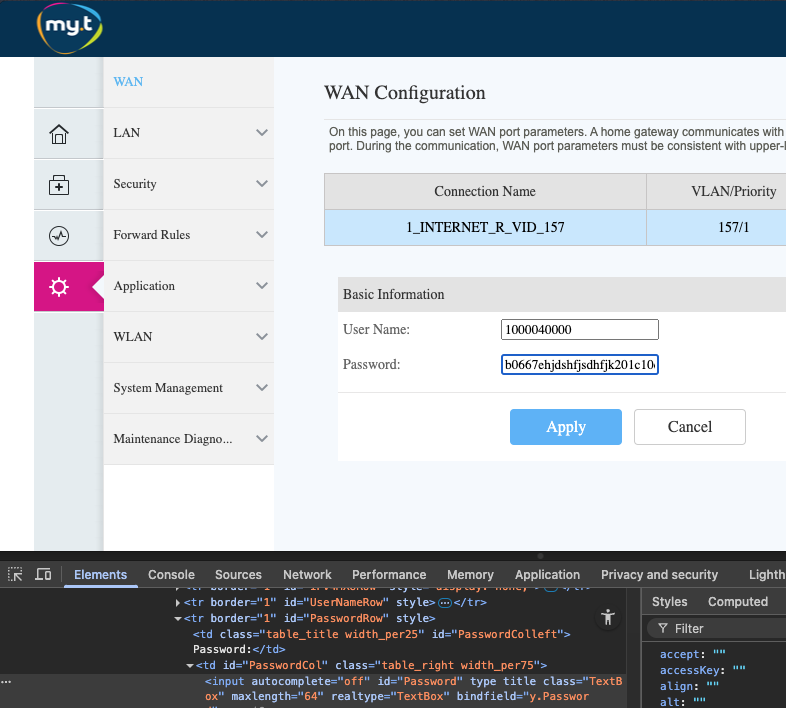 my.t
WAN
LAN
Security
Forward Rules
Application
WLAN
System Management
Maintenance Diagno...
WAN Configuration
On this page, you can set WAN port parameters. A home gateway communicates with
port. During the communication, WAN port parameters must be consistent with upper-l
Connection Name VLAN/Priority
1_INTERNET_R_VID_157 157/1
Basic Information
User Name: 1000040000
Password: b0667ehjdshfjsdhfjk201c10
Apply Cancel
Elements Console Sources Network Performance Memory Application Privacy and security Lighth
<tr border="1" id="UserNameRow" style>…</tr>
<tr border="1" id="PasswordRow" style>
<td class="table_title width_per25" id="PasswordColleft">
Password:</td>
<td id="PasswordCol" class="table_right width_per75">
<input autocomplete="off" id="Password" type title class="TextB
ox" maxlength="64" realtype="TextBox" bindfield="y.Passwor
Styles Computed
Filter
accept: ""
accessKey: ""
align: ""
alt: ""